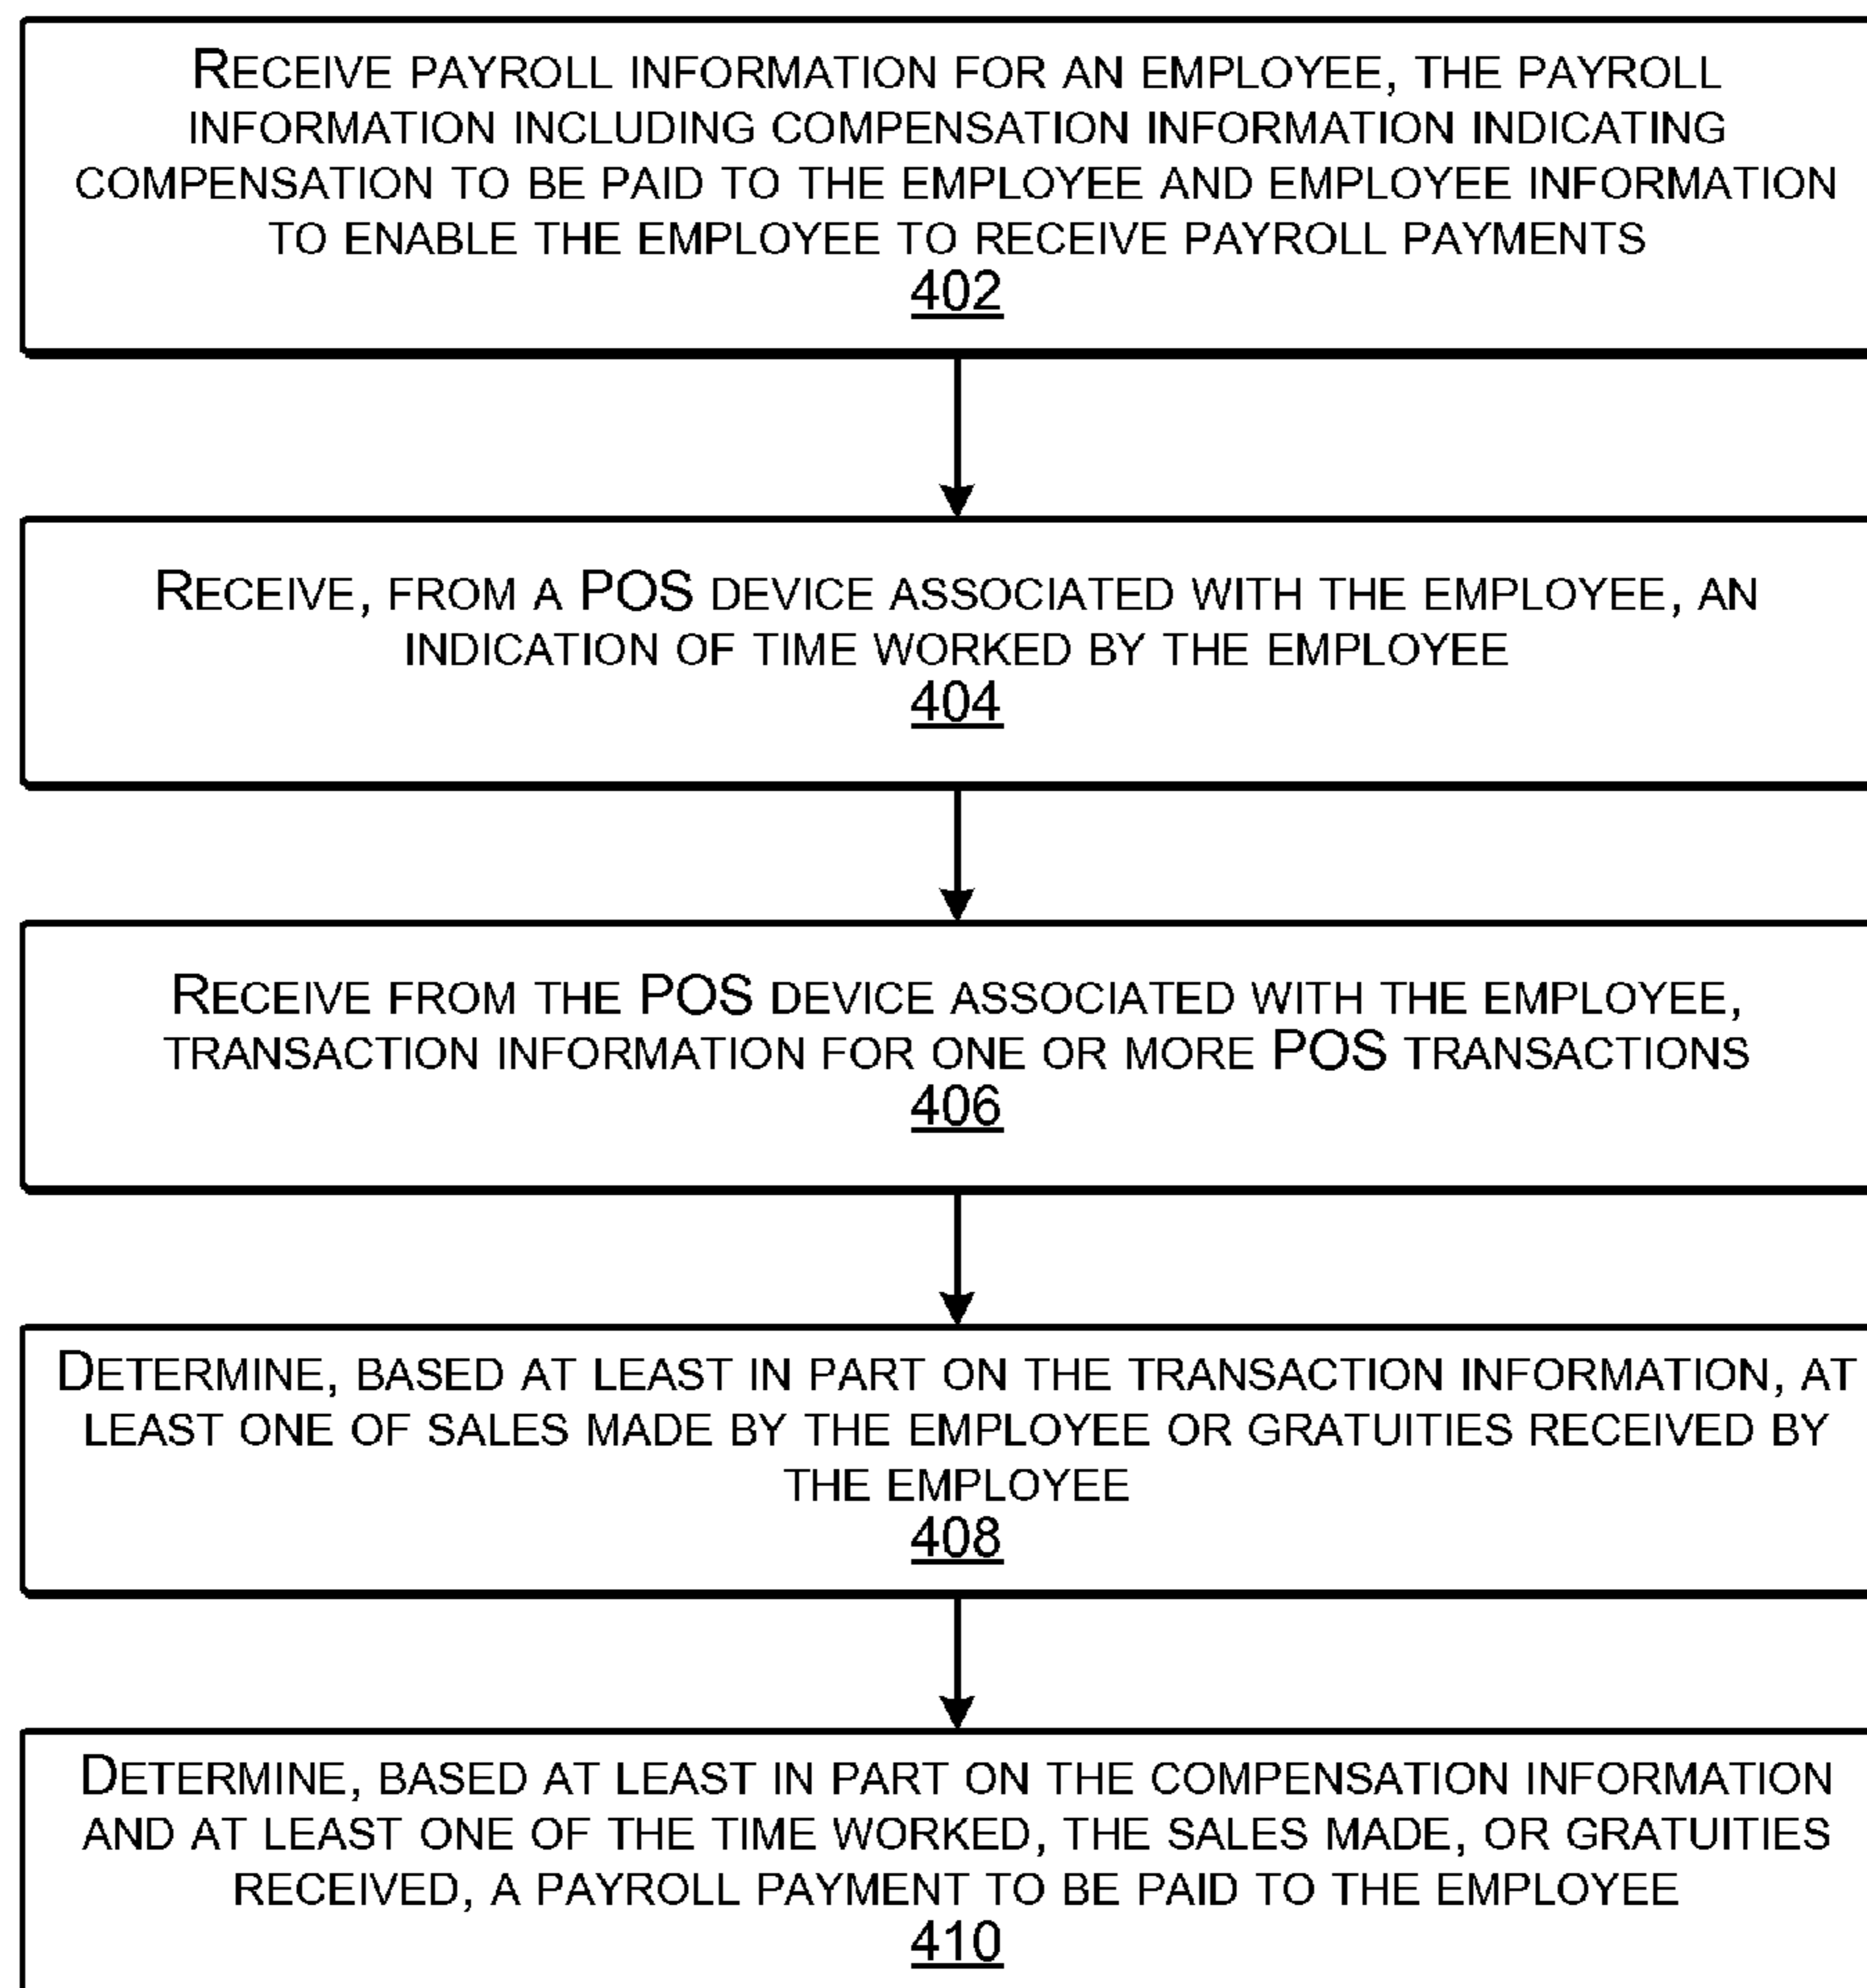 RECEIVE PAYROLL INFORMATION FOR AN EMPLOYEE, THE PAYROLL
INFORMATION INCLUDING COMPENSATION INFORMATION INDICATING
COMPENSATION TO BE PAID TO THE EMPLOYEE AND EMPLOYEE INFORMATION
TO ENABLE THE EMPLOYEE TO RECEIVE PAYROLL PAYMENTS
402
RECEIVE, FROM A POS DEVICE ASSOCIATED WITH THE EMPLOYEE, AN
INDICATION OF TIME WORKED BY THE EMPLOYEE
404
RECEIVE FROM THE POS DEVICE ASSOCIATED WITH THE EMPLOYEE,
TRANSACTION INFORMATION FOR ONE OR MORE POS TRANSACTIONS
406
DETERMINE, BASED AT LEAST IN PART ON THE TRANSACTION INFORMATION, AT
LEAST ONE OF SALES MADE BY THE EMPLOYEE OR GRATUITIES RECEIVED BY
THE EMPLOYEE
408
DETERMINE, BASED AT LEAST IN PART ON THE COMPENSATION INFORMATION
AND AT LEAST ONE OF THE TIME WORKED, THE SALES MADE, OR GRATUITIES
RECEIVED, A PAYROLL PAYMENT TO BE PAID TO THE EMPLOYEE
410